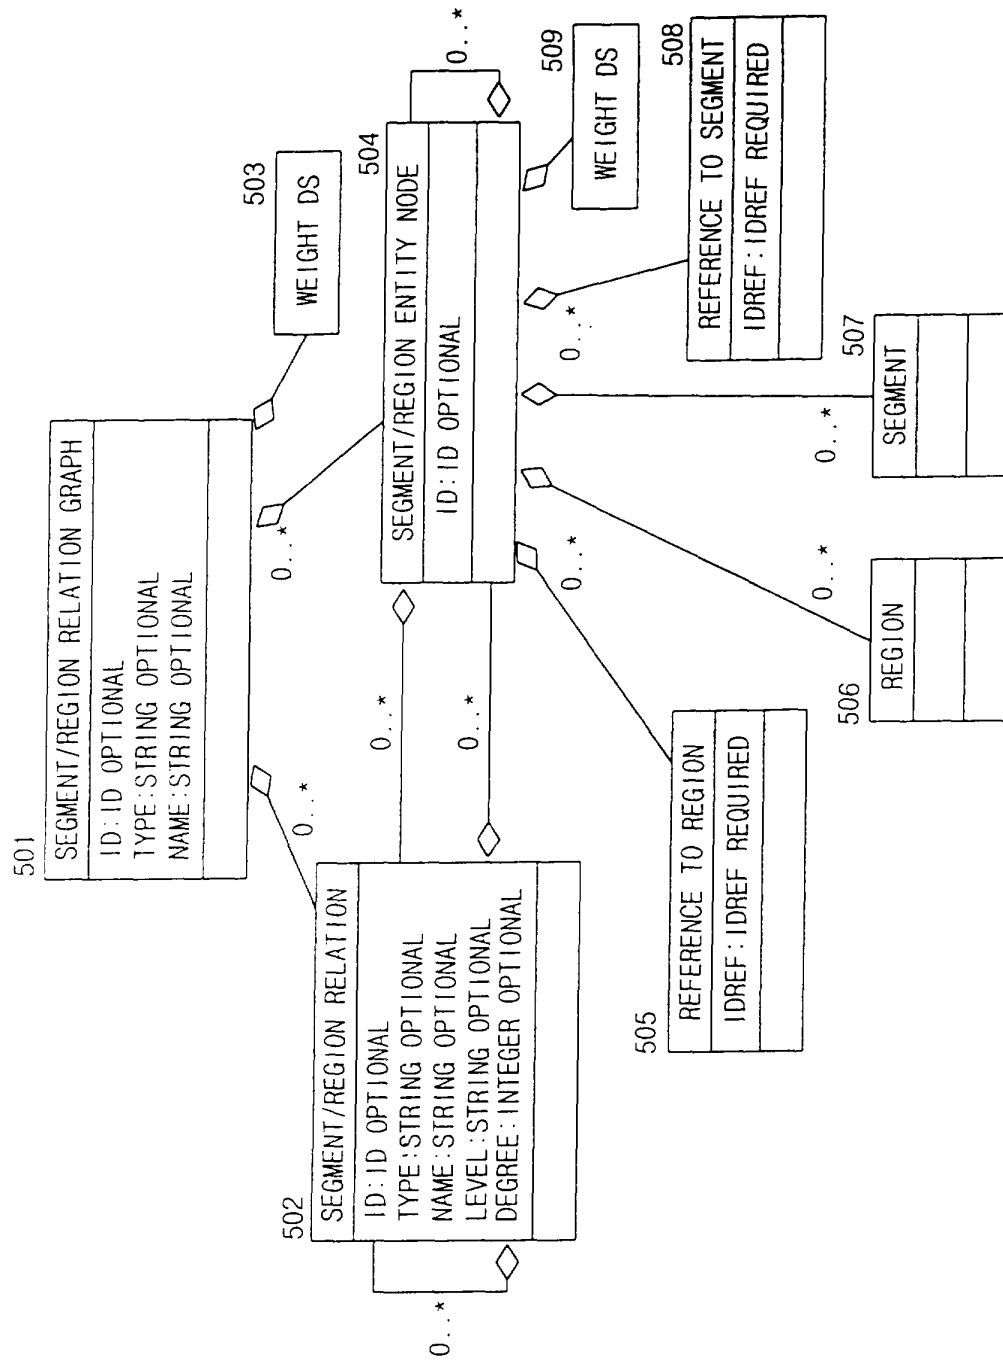 501
SEGMENT/REGION RELATION GRAPH
ID:ID OPTIONAL
TYPE:STRING OPTIONAL
NAME:STRING OPTIONAL
0...*
0...*
503
WEIGHT DS
502
SEGMENT/REGION RELATION
ID:ID OPTIONAL
TYPE:STRING OPTIONAL
NAME:STRING OPTIONAL
LEVEL:STRING OPTIONAL
DEGREE:INTEGER OPTIONAL
0...*
0...*
0...*
504
SEGMENT/REGION ENTITY NODE
ID:ID OPTIONAL
0...*
0...*
0...*
509
WEIGHT DS
505
REFERENCE TO REGION
IDREF:IDREF REQUIRED
508
REFERENCE TO SEGMENT
IDREF:IDREF REQUIRED
506
REGION
0...*
507
SEGMENT
0...*